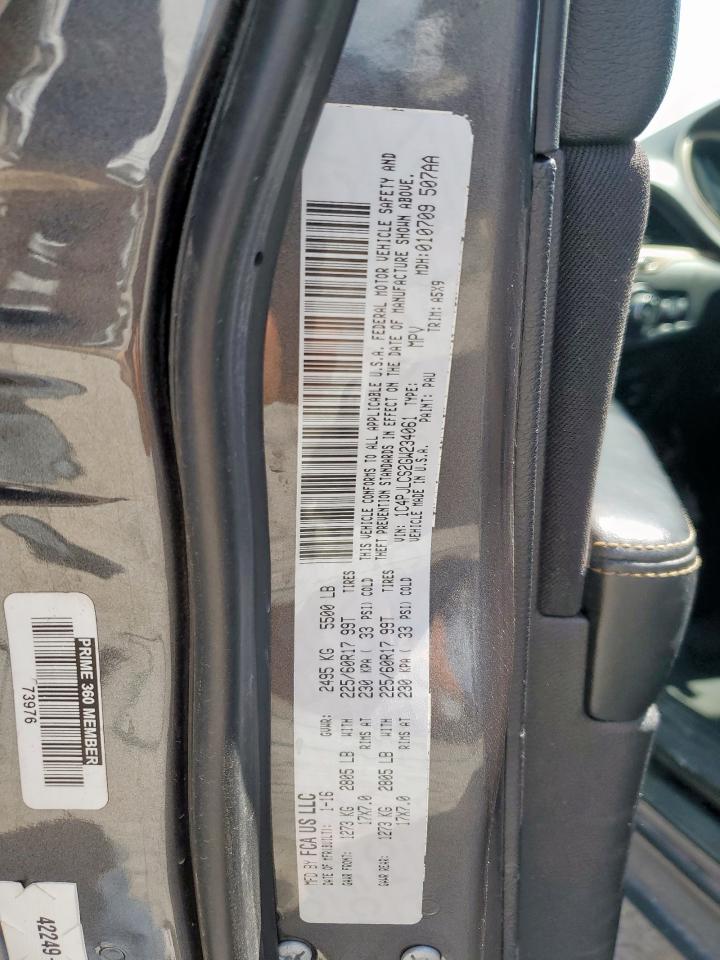 MFD BY FCA US LLC
DATE OF MFR(BUILT): 1-16 GVWR: 2495 KG 5500 LB
GAWR FRONT: 1273 KG 2805 LB WITH 225/60R17 99T TIRES
17X7.0 RIMS AT 230 KPA ( 33 PSI) COLD
GAWR REAR: 1273 KG 2805 LB WITH 225/60R17 99T TIRES
17X7.0 RIMS AT 230 KPA ( 33 PSI) COLD
THIS VEHICLE CONFORMS TO ALL APPLICABLE U.S.A. FEDERAL MOTOR VEHICLE SAFETY AND
THEFT PREVENTION STANDARDS IN EFFECT ON THE DATE OF MANUFACTURE SHOWN ABOVE.
VIN: 1C4PJLCS2GW234061 TYPE: MPV MDH:010709 507AA
VEHICLE MADE IN U.S.A. PAINT: PAU TRIM: A5X9
PRIME 360 MEMBER
73976
42249-